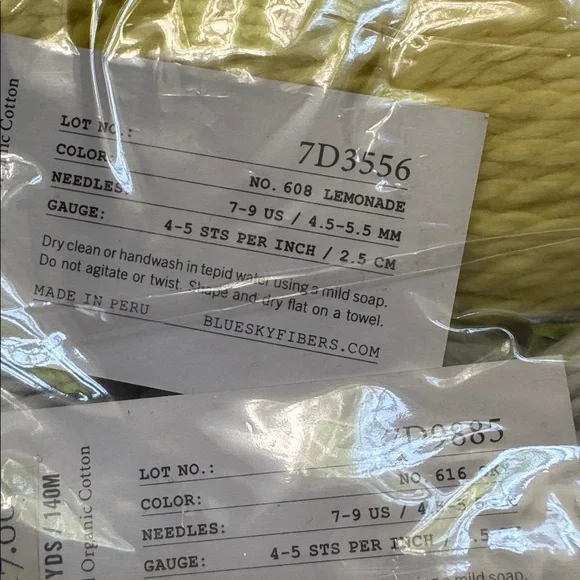 nic Cotton
LOT NO.: 7D3556
COLOR: NO. 608 LEMONADE
NEEDLES: 7-9 US / 4.5-5.5 MM
GAUGE: 4-5 STS PER INCH / 2.5 CM
Dry clean or handwash in tepid water using a mild soap.
Do not agitate or twist. Shape and dry flat on a towel.
MADE IN PERU BLUESKYFIBERS.COM
YDS / 140M
Organic Cotton
LOT NO.: 7D9885
COLOR: NO. 616 SKY
NEEDLES: 7-9 US /
GAUGE: 4-5 STS PER INCH /
mild soap.